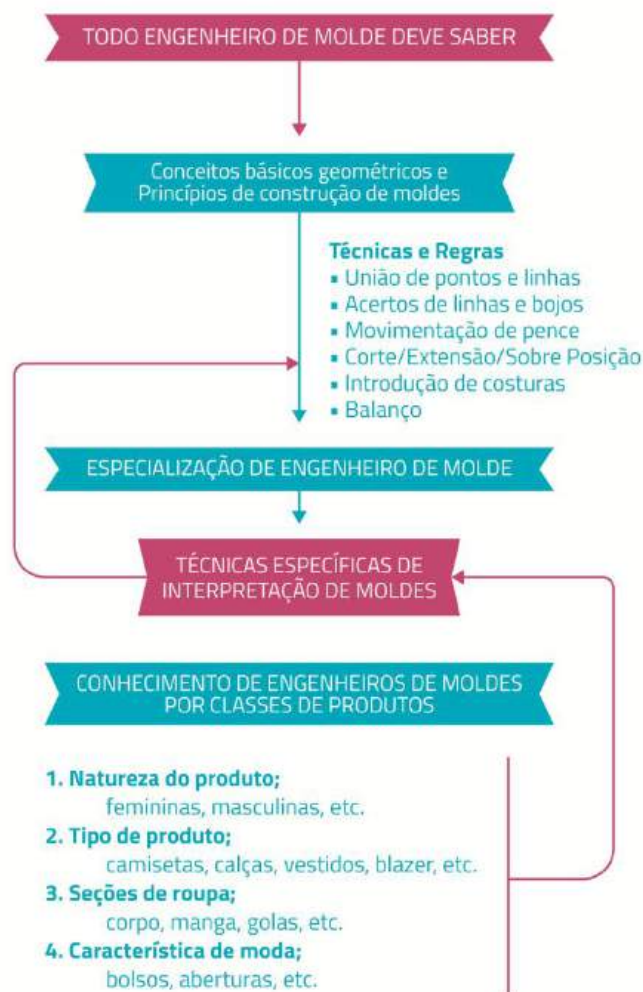 TODO ENGENHEIRO DE MOLDE DEVE SABER
Conceitos básicos geométricos e
Princípios de construção de moldes
Técnicas e Regras
▪ União de pontos e linhas
▪ Acertos de linhas e bojos
▪ Movimentação de pence
▪ Corte/Extensão/Sobre Posição
▪ Introdução de costuras
▪ Balanço
ESPECIALIZAÇÃO DE ENGENHEIRO DE MOLDE
TÉCNICAS ESPECÍFICAS DE
INTERPRETAÇÃO DE MOLDES
CONHECIMENTO DE ENGENHEIROS DE MOLDES
POR CLASSES DE PRODUTOS
1. Natureza do produto;
femininas, masculinas, etc.
2. Tipo de produto;
camisetas, calças, vestidos, blazer, etc.
3. Seções de roupa;
corpo, manga, golas, etc.
4. Característica de moda;
bolsos, aberturas, etc.